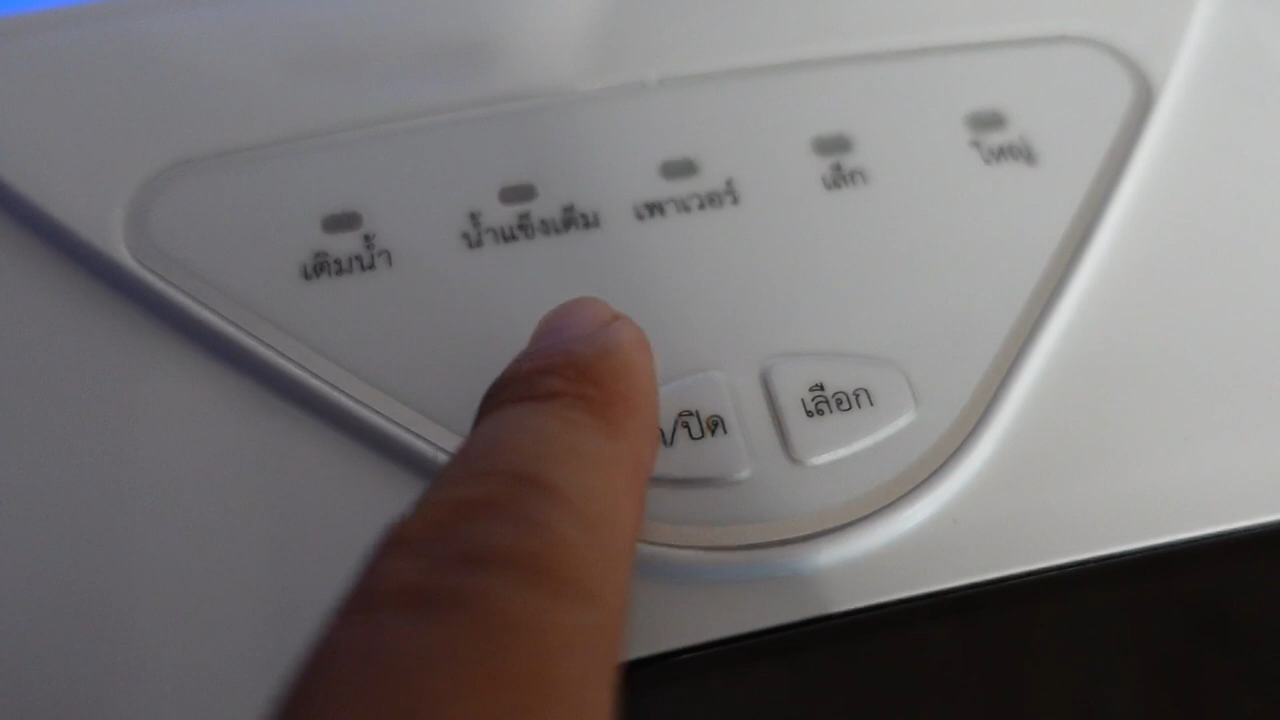 เติมน้ำ
น้ำแข็งเต็ม
เพาเวอร์
เล็ก
ใหญ่
/ปิด
เลือก